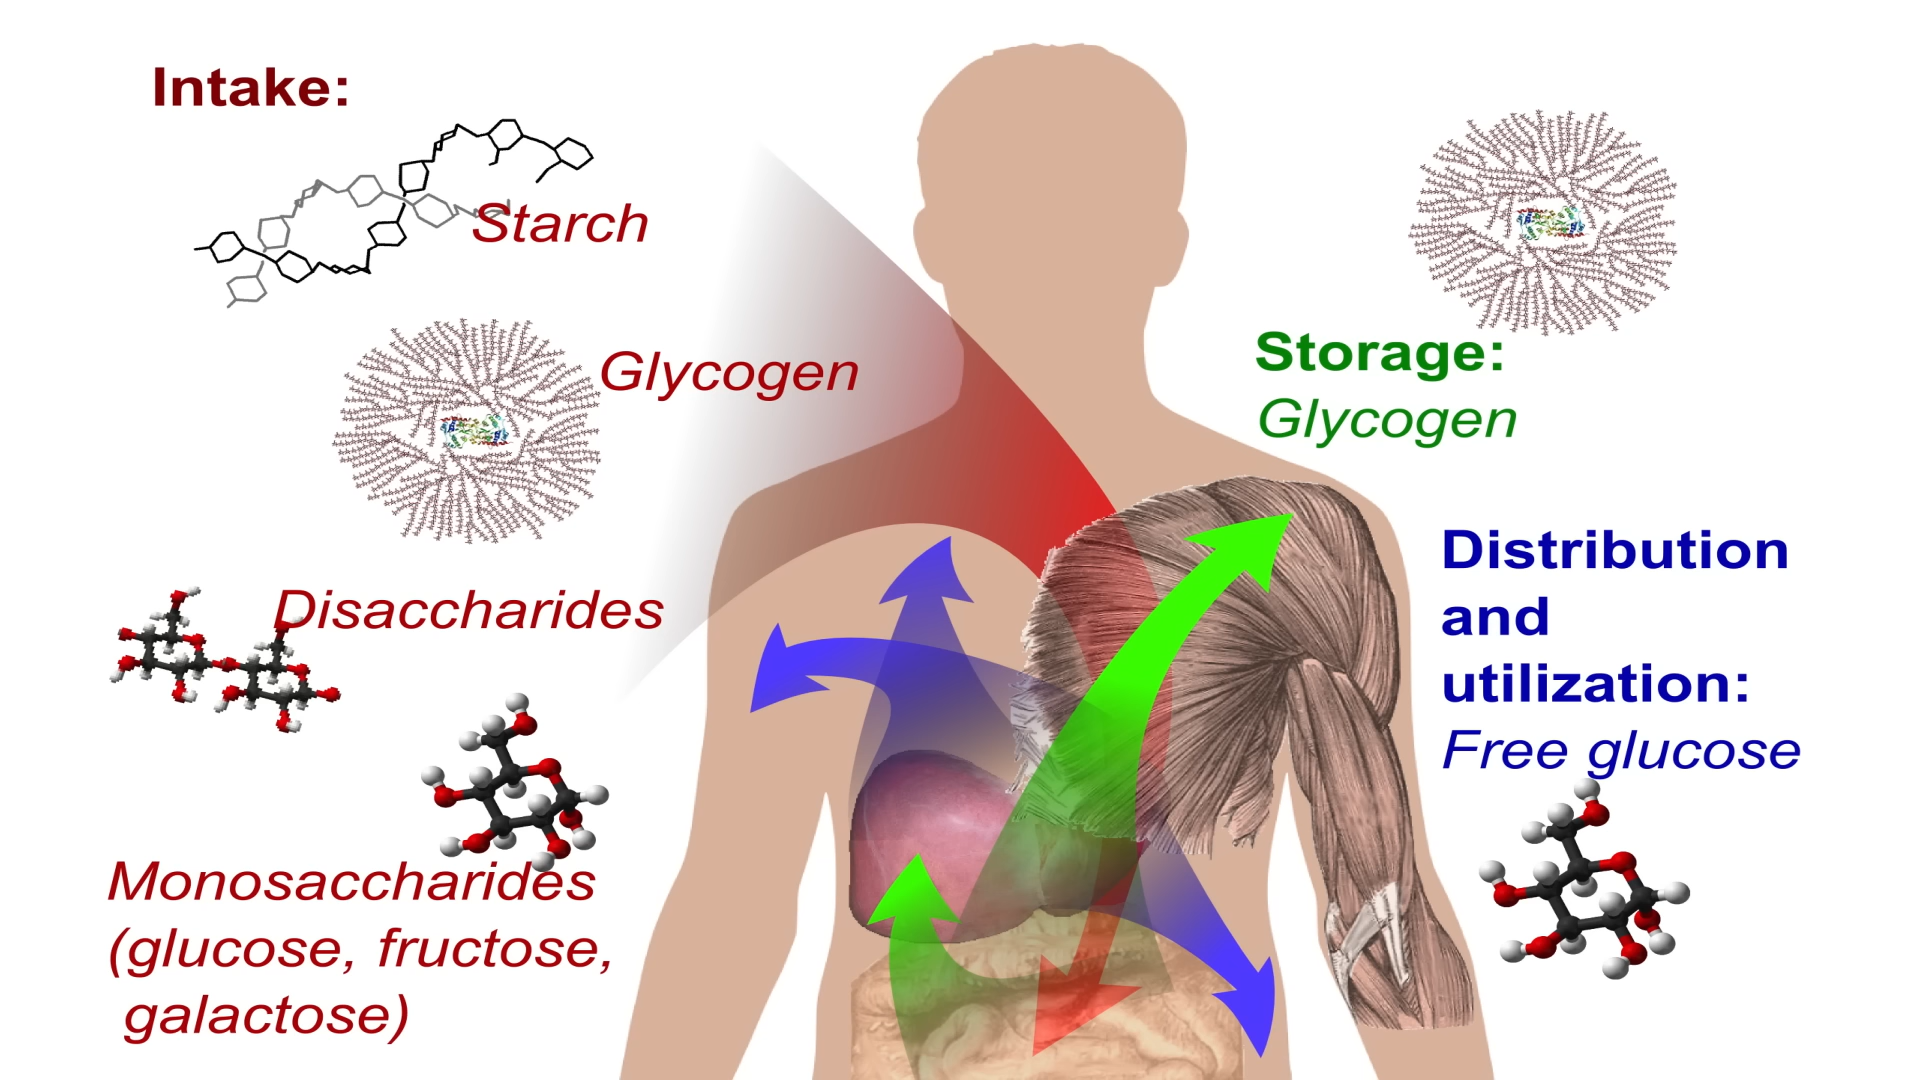 Intake:
Starch
Glycogen
Disaccharides
Monosaccharides
(glucose, fructose,
galactose)
Storage:
Glycogen
Distribution
and
utilization:
Free glucose